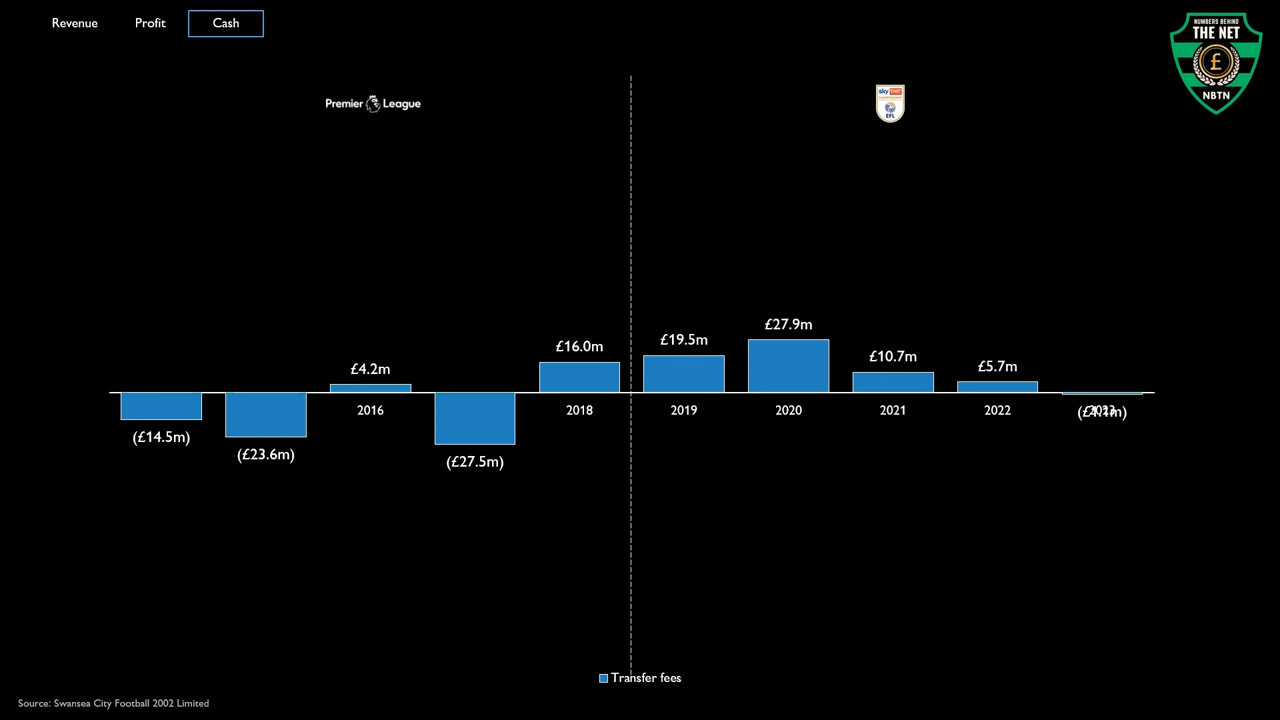 Revenue Profit Cash
NUMBERS BEHIND
THE NET
£
NBTN
Premier League
sky bet
EFL
£27.9m
£19.5m
£16.0m
£10.7m
£5.7m
£4.2m
2016 2018 2019 2020 2021 2022
(£14.5m)
(£23.6m)
(£27.5m)
Transfer fees
Source: Swansea City Football 2002 Limited